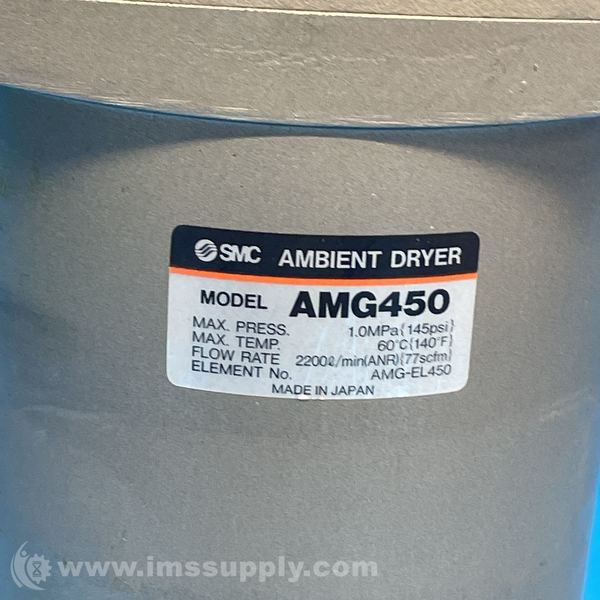 SMC AMBIENT DRYER
MODEL AMG450
MAX. PRESS. 1.0MPa{145psi}
MAX. TEMP. 60°C{140°F}
FLOW RATE 2200ℓ/min(ANR){77scfm}
ELEMENT No. AMG-EL450
MADE IN JAPAN
www.imssupply.com